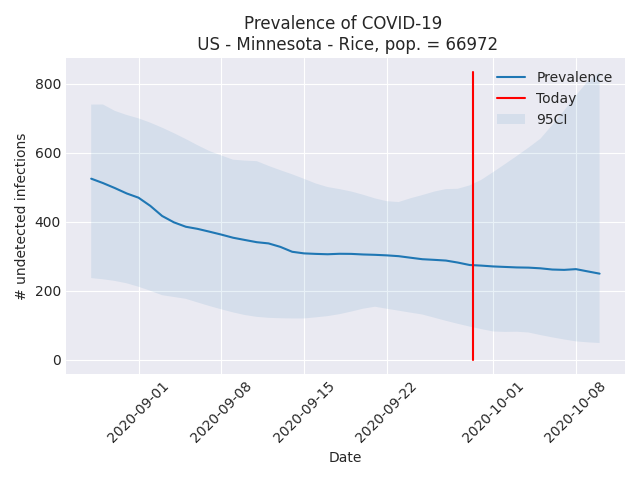 Prevalence of COVID-19
US - Minnesota - Rice, pop. = 66972
Prevalence
Today
95CI
800
600
400
200
0
# undetected infections
2020-09-01
2020-09-08
2020-09-15
2020-09-22
2020-10-01
2020-10-08
Date